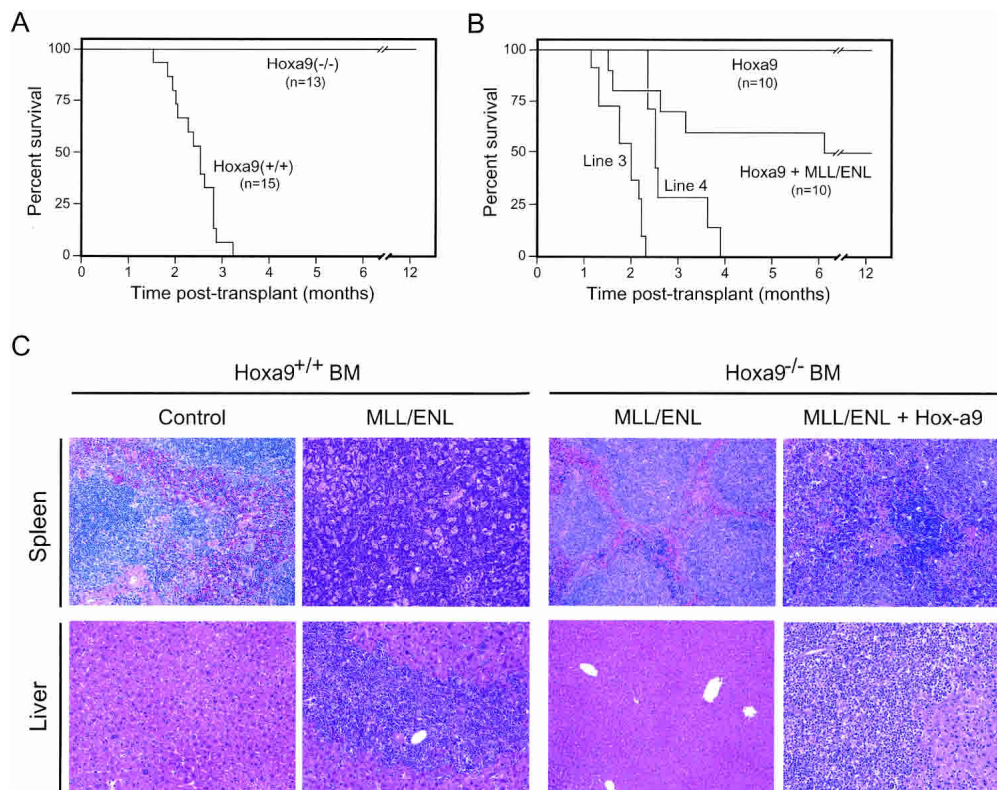 A
Percent survival
100
75
50
25
0
Hoxa9(-/-)
(n=13)
Hoxa9(+/+)
(n=15)
0 1 2 3 4 5 6 12
Time post-transplant (months)
B
Percent survival
100
75
50
25
0
Hoxa9
(n=10)
Line 3
Line 4
Hoxa9 + MLL/ENL
(n=10)
0 1 2 3 4 5 6 12
Time post-transplant (months)
C
Hoxa9+/+ BM
Hoxa9-/- BM
Control
MLL/ENL
MLL/ENL
MLL/ENL + Hox-a9
Spleen
Liver